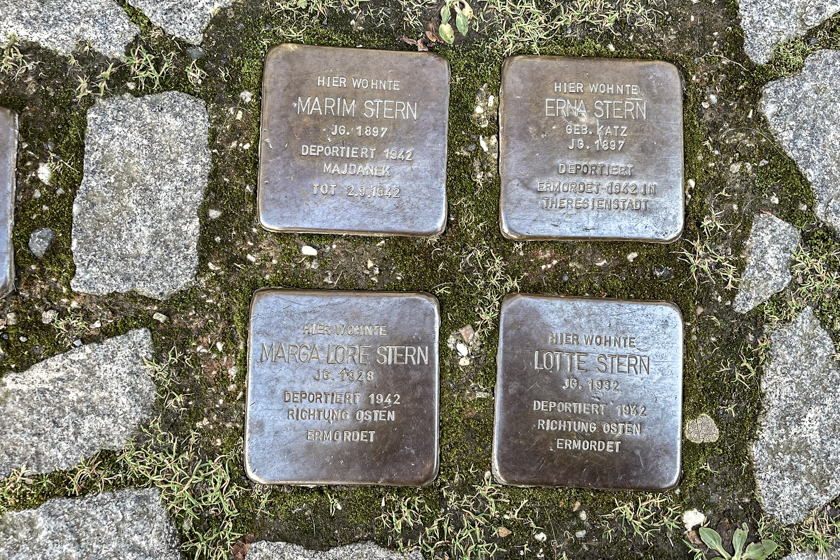 HIER WOHNTE
MARIM STERN
JG. 1897
DEPORTIERT 1942
MAJDANEK
TOT 2.9.1942
HIER WOHNTE
ERNA STERN
GEB. KATZ
JG. 1897
DEPORTIERT
ERMORDET 1942 IN
THERESIENSTADT
HIER WOHNTE
MARGA LORE STERN
JG. 1928
DEPORTIERT 1942
RICHTUNG OSTEN
ERMORDET
HIER WOHNTE
LOTTE STERN
JG. 1932
DEPORTIERT 1942
RICHTUNG OSTEN
ERMORDET